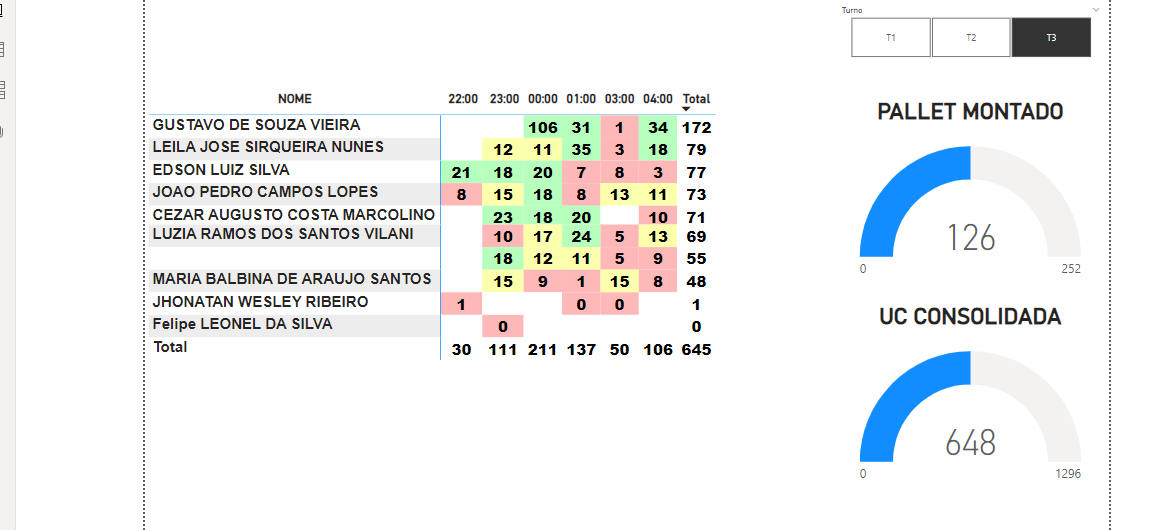 Turno
T1 T2 T3
NOME 22:00 23:00 00:00 01:00 03:00 04:00 Total
GUSTAVO DE SOUZA VIEIRA 106 31 1 34 172
LEILA JOSE SIRQUEIRA NUNES 12 11 35 3 18 79
EDSON LUIZ SILVA 21 18 20 7 8 3 77
JOAO PEDRO CAMPOS LOPES 8 15 18 8 13 11 73
CEZAR AUGUSTO COSTA MARCOLINO 23 18 20 10 71
LUZIA RAMOS DOS SANTOS VILANI 10 17 24 5 13 69
18 12 11 5 9 55
MARIA BALBINA DE ARAUJO SANTOS 15 9 1 15 8 48
JHONATAN WESLEY RIBEIRO 1 0 0 1
Felipe LEONEL DA SILVA 0 0
Total 30 111 211 137 50 106 645
PALLET MONTADO
126
0 252
UC CONSOLIDADA
648
0 1296